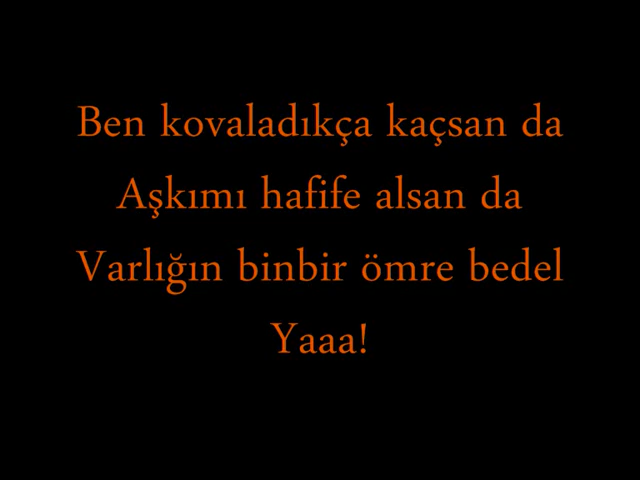 Ben kovaladıkça kaçsan da
Aşkımı hafife alsan da
Varlığın binbir ömre bedel
Yaaa!